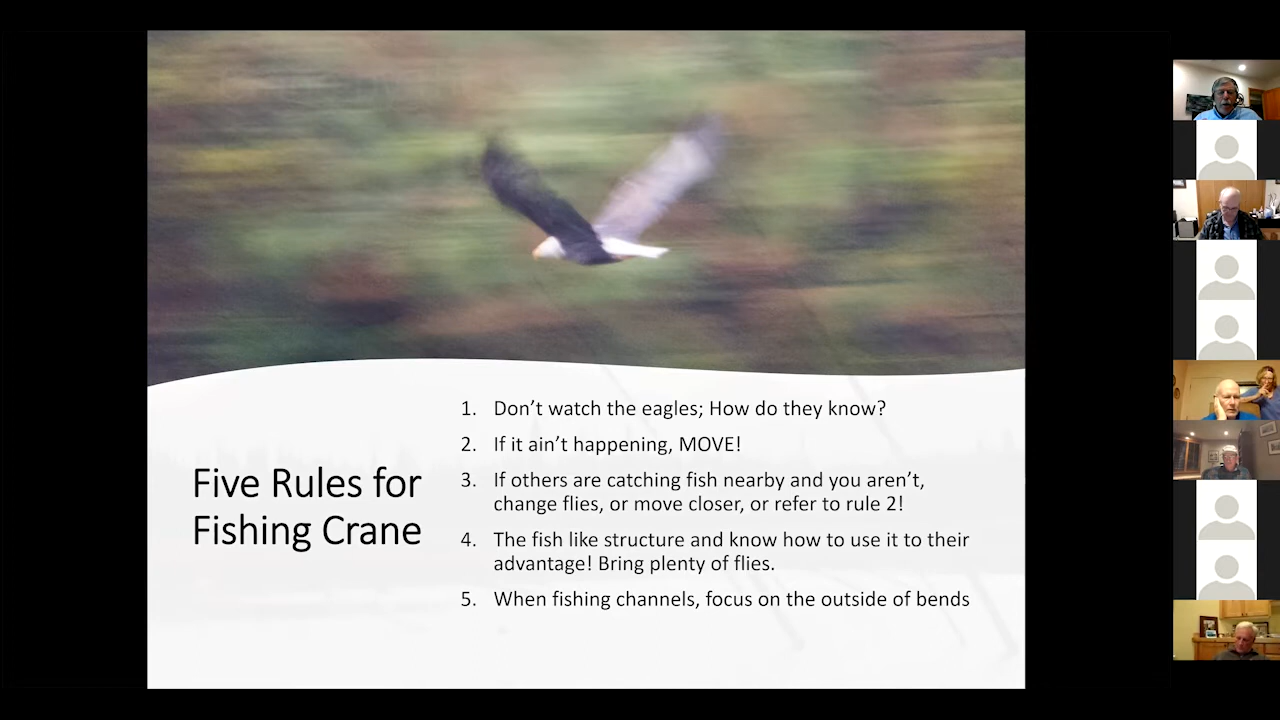 Five Rules for
Fishing Crane
1. Don’t watch the eagles; How do they know?
2. If it ain’t happening, MOVE!
3. If others are catching fish nearby and you aren’t,
change flies, or move closer, or refer to rule 2!
4. The fish like structure and know how to use it to their
advantage! Bring plenty of flies.
5. When fishing channels, focus on the outside of bends